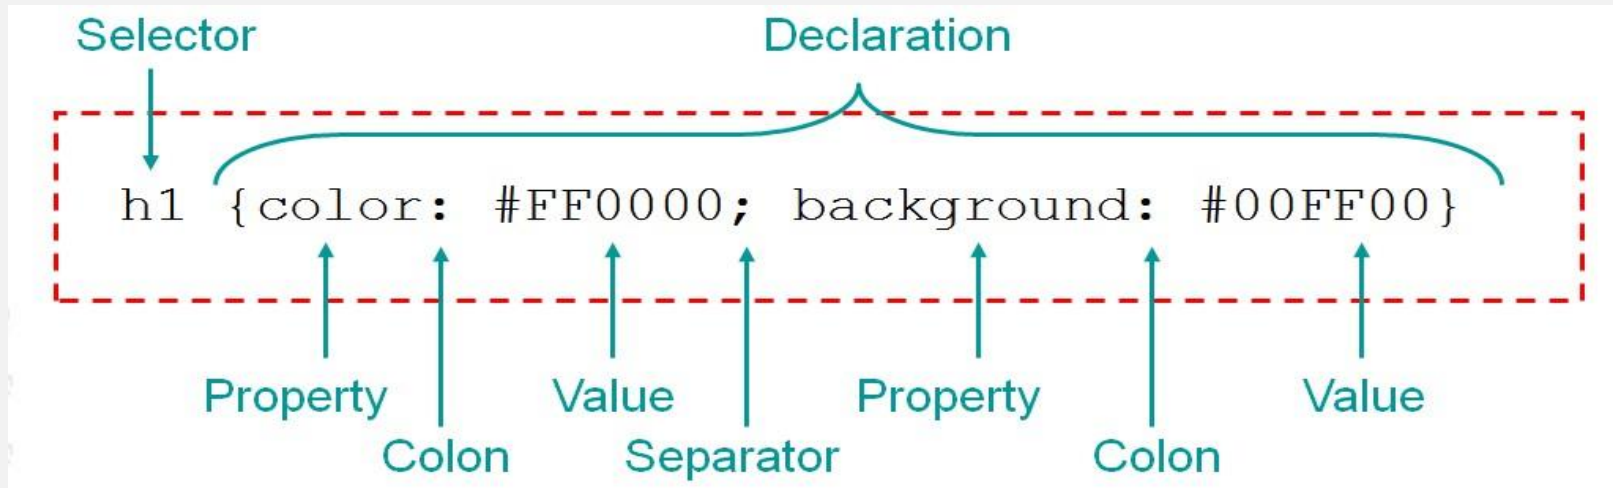 Selector Declaration
h1 {color: #FF0000; background: #00FF00}
Property Value Property Value
Colon Separator Colon